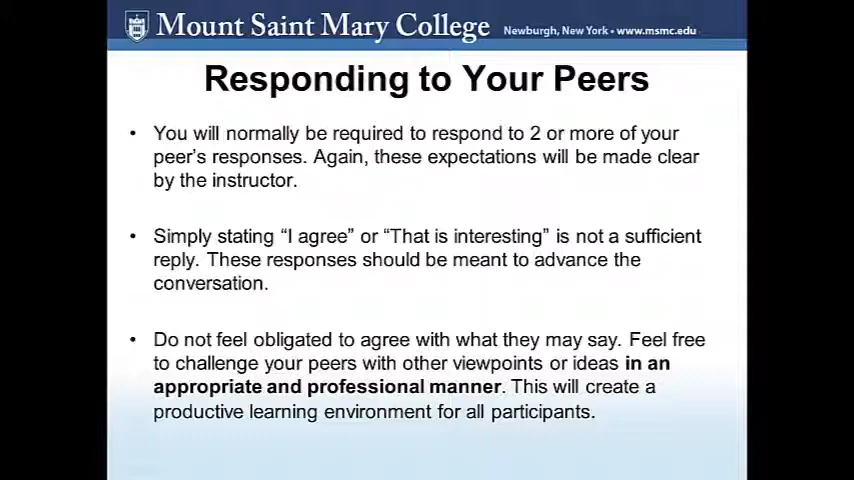 Mount Saint Mary College Newburgh, New York • www.msmc.edu
Responding to Your Peers
• You will normally be required to respond to 2 or more of your
peer's responses. Again, these expectations will be made clear
by the instructor.
• Simply stating “I agree” or “That is interesting” is not a sufficient
reply. These responses should be meant to advance the
conversation.
• Do not feel obligated to agree with what they may say. Feel free
to challenge your peers with other viewpoints or ideas in an
appropriate and professional manner. This will create a
productive learning environment for all participants.